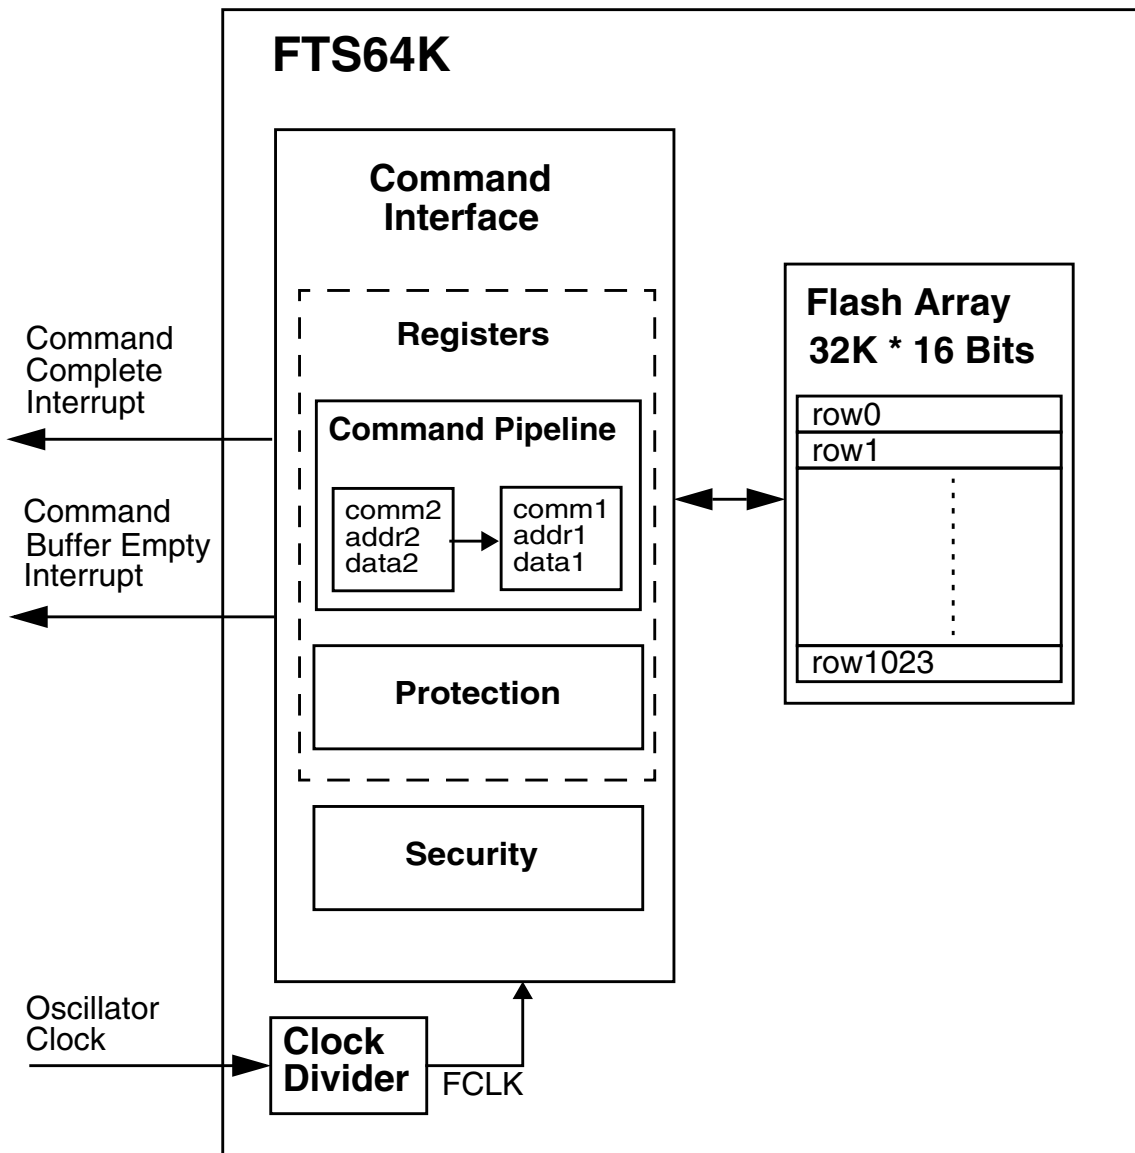 FTS64K
Command
Interface
Registers
Command Pipeline
comm2
addr2
data2
comm1
addr1
data1
Protection
Security
Command
Complete
Interrupt
Command
Buffer Empty
Interrupt
Flash Array
32K * 16 Bits
row0
row1
row1023
Oscillator
Clock
Clock
Divider
FCLK